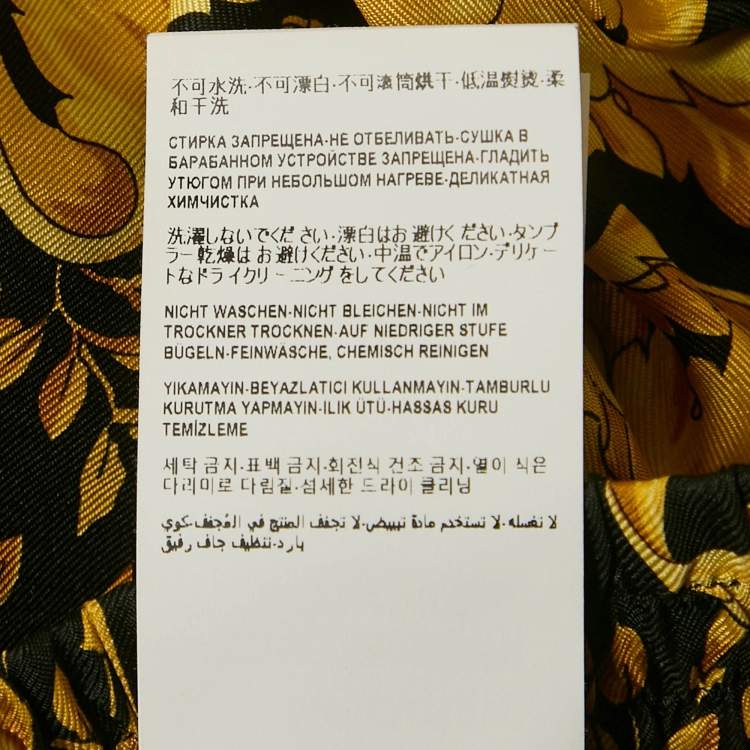 不可水洗-不可漂白-不可滚筒烘干-低温熨烫-柔
和干洗
СТИРКА ЗАПРЕЩЕНА-НЕ ОТБЕЛИВАТЬ-СУШКА В
БАРАБАННОМ УСТРОЙСТВЕ ЗАПРЕЩЕНА-ГЛАДИТЬ
УТЮГОМ ПРИ НЕБОЛЬШОМ НАГРЕВЕ-ДЕЛИКАТНАЯ
ХИМЧИСТКА
洗濯しないでください-漂白はお避けください-タンブ
ラー乾燥はお避けください-中温でアイロン-デリケー
トなドライクリーニングをしてください
NICHT WASCHEN-NICHT BLEICHEN-NICHT IM
TROCKNER TROCKNEN-AUF NIEDRIGER STUFE
BÜGELN-FEINWÄSCHE, CHEMISCH REINIGEN
YIKAMAYIN-BEYAZLATICI KULLANMAYIN-TAMBURLU
KURUTMA YAPMAYIN-ILIK ÜTÜ-HASSAS KURU
TEMİZLEME
세탁 금지-표백 금지-회전식 건조 금지-열이 식은
다리미로 다림질-섬세한 드라이 클리닝
لا تغسله-لا تستخدم مادة تبييض-لا تجفف المنتج في المُجفف-كوي
بارد-تنظيف جاف رقيق